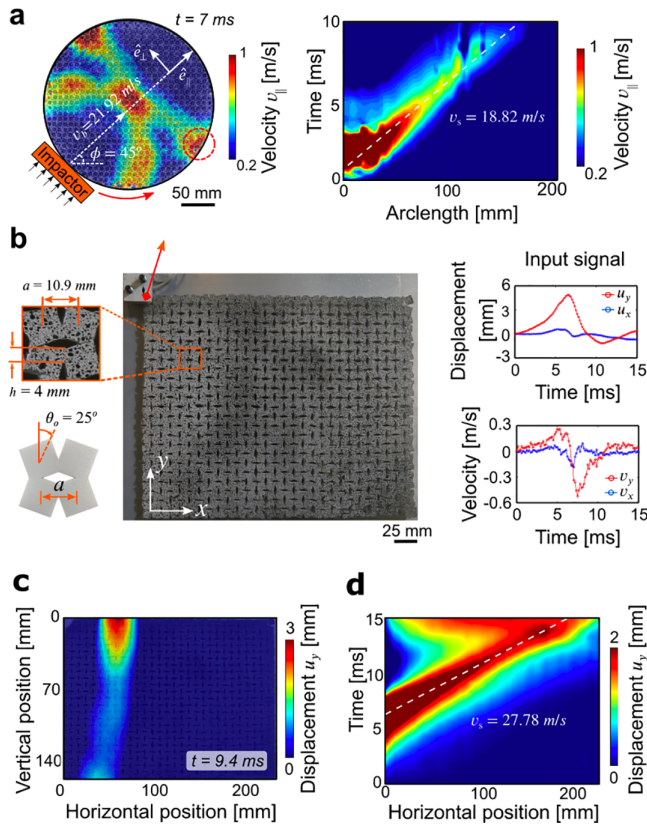 a
t = 7 ms
ê⊥
ê∥
v_b=21.92 m/s
ϕ = 45°
Impactor
50 mm
1
0.2
Velocity v∥ [m/s]
10
5
0
Time [ms]
v_s = 18.82 m/s
0
100
200
Arclength [mm]
1
0.2
Velocity v∥ [m/s]
b
a = 10.9 mm
h = 4 mm
θ_o = 25°
a
y
x
25 mm
Input signal
Displacement [mm]
6
3
0
-3
u_y
u_x
0
5
10
15
Time [ms]
Velocity [m/s]
0.3
0
-0.3
-0.6
v_y
v_x
0
5
10
15
Time [ms]
c
Vertical position [mm]
0
70
140
t = 9.4 ms
0
100
200
Horizontal position [mm]
3
0
Displacement u_y [mm]
d
Time [ms]
15
10
5
0
v_s = 27.78 m/s
0
100
200
Horizontal position [mm]
2
0
Displacement u_y [mm]